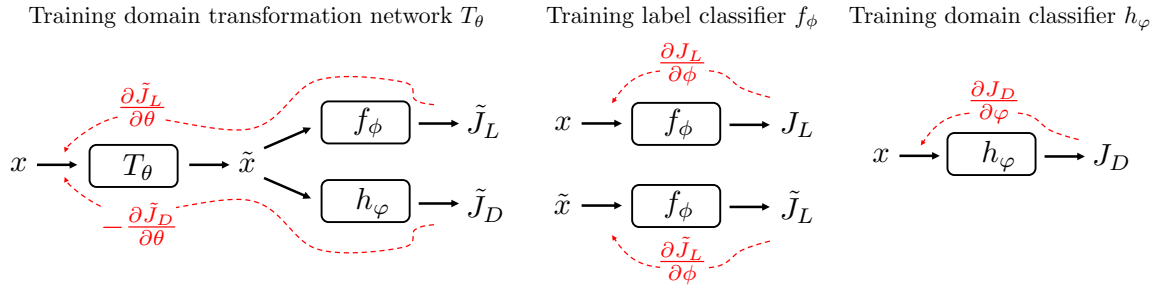 Training domain transformation network T_θ
Training label classifier f_ϕ
Training domain classifier h_φ
∂J̃_L/∂θ
x
T_θ
x̃
f_ϕ
J̃_L
h_φ
J̃_D
−∂J̃_D/∂θ
∂J_L/∂ϕ
x
f_ϕ
J_L
x̃
f_ϕ
J̃_L
∂J̃_L/∂ϕ
∂J_D/∂φ
x
h_φ
J_D